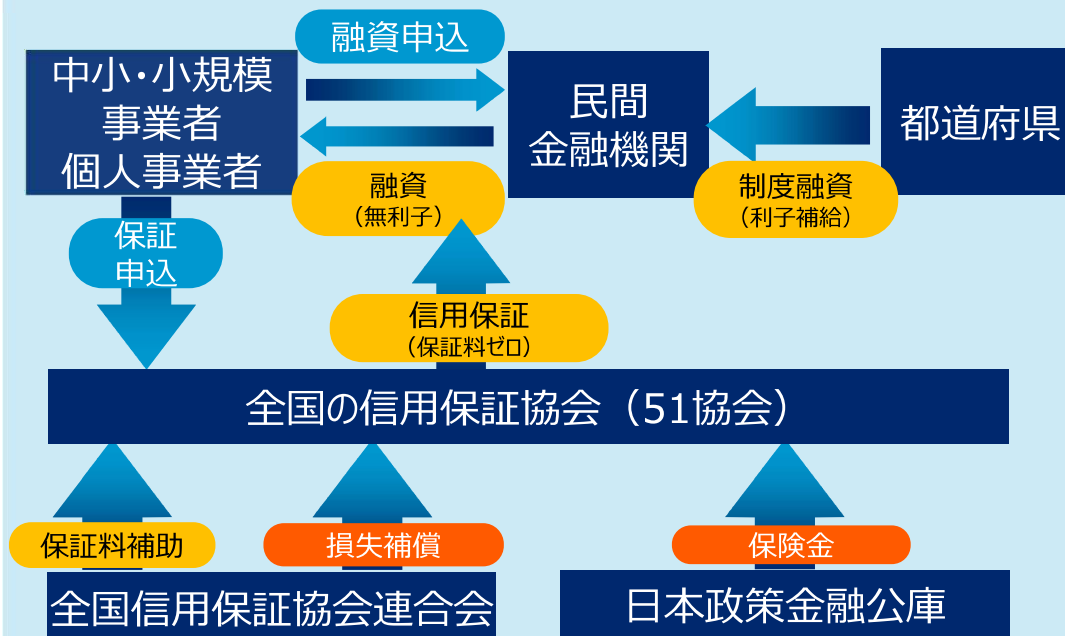 融資申込
中小・小規模
事業者
個人事業者
民間
金融機関
都道府県
融資
（無利子）
制度融資
（利子補給）
保証
申込
信用保証
（保証料ゼロ）
全国の信用保証協会（51協会）
保証料補助
損失補償
保険金
全国信用保証協会連合会
日本政策金融公庫